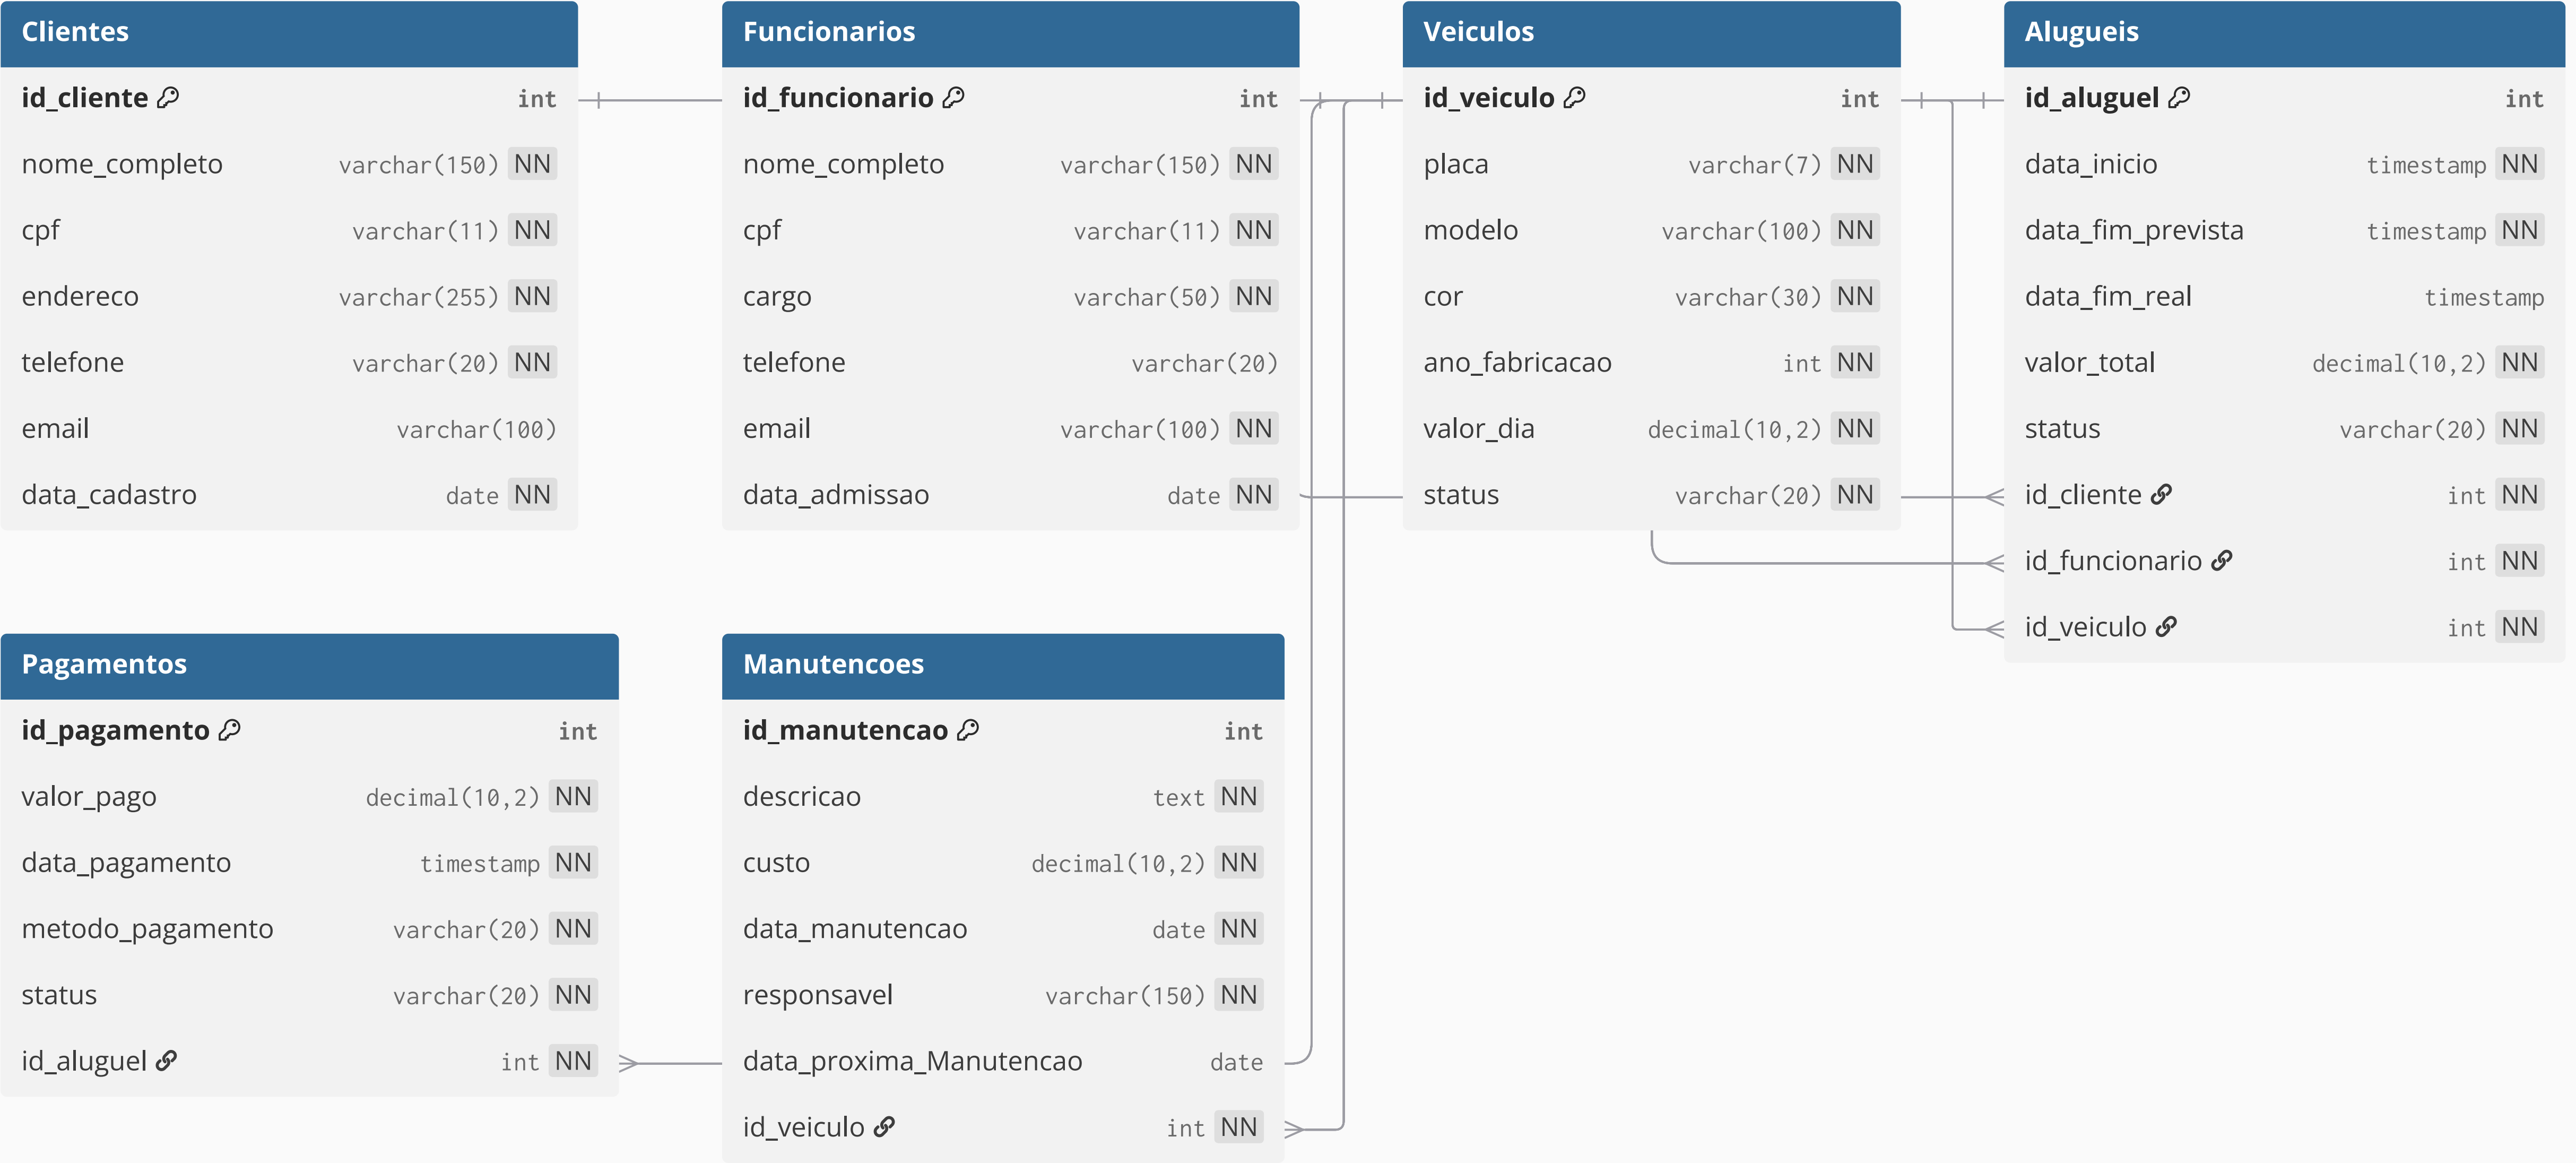 Clientes
id_cliente int
nome_completo varchar(150) NN
cpf varchar(11) NN
endereco varchar(255) NN
telefone varchar(20) NN
email varchar(100)
data_cadastro date NN
Funcionarios
id_funcionario int
nome_completo varchar(150) NN
cpf varchar(11) NN
cargo varchar(50) NN
telefone varchar(20)
email varchar(100) NN
data_admissao date NN
Veiculos
id_veiculo int
placa varchar(7) NN
modelo varchar(100) NN
cor varchar(30) NN
ano_fabricacao int NN
valor_dia decimal(10,2) NN
status varchar(20) NN
Alugueis
id_aluguel int
data_inicio timestamp NN
data_fim_prevista timestamp NN
data_fim_real timestamp
valor_total decimal(10,2) NN
status varchar(20) NN
id_cliente int NN
id_funcionario int NN
id_veiculo int NN
Pagamentos
id_pagamento int
valor_pago decimal(10,2) NN
data_pagamento timestamp NN
metodo_pagamento varchar(20) NN
status varchar(20) NN
id_aluguel int NN
Manutencoes
id_manutencao int
descricao text NN
custo decimal(10,2) NN
data_manutencao date NN
responsavel varchar(150) NN
data_proxima_Manutencao date
id_veiculo int NN